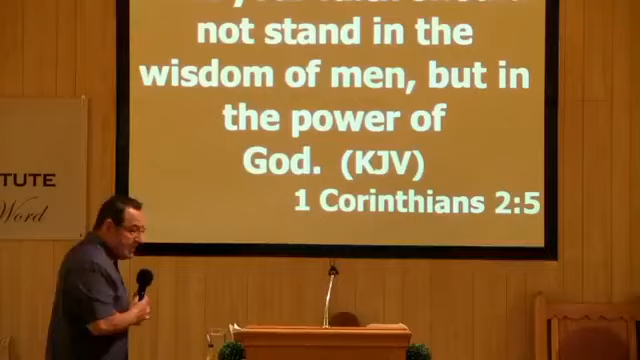 not stand in the
wisdom of men, but in
the power of
God. (KJV)
1 Corinthians 2:5
TUTE
Word